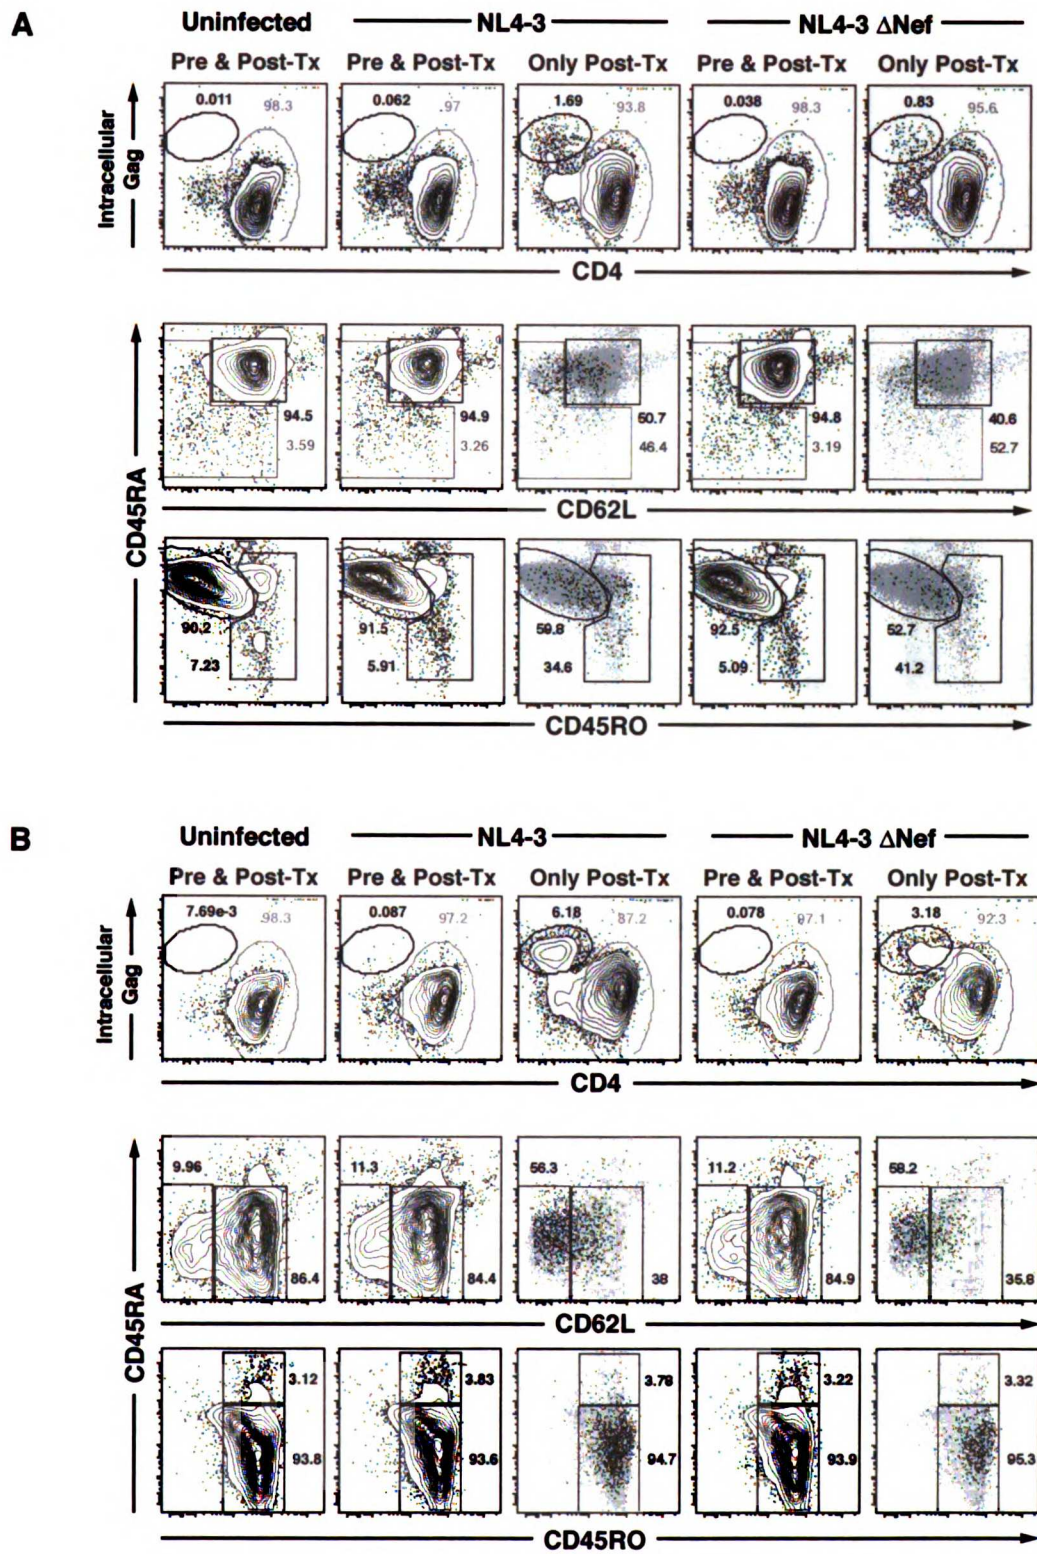 A
Uninfected NL4-3 NL4-3 ΔNef
Pre & Post-Tx Pre & Post-Tx Only Post-Tx Pre & Post-Tx Only Post-Tx
Intracellular
Gag
0.011 98.3 0.062 97 1.69 93.8 0.038 98.3 0.83 95.6
CD4
CD45RA
94.5 94.9 50.7 94.8 40.6
3.59 3.26 46.4 3.19 52.7
CD62L
90.2 91.5 59.8 92.5 52.7
7.23 5.91 34.6 5.09 41.2
CD45RO
B
Uninfected NL4-3 NL4-3 ΔNef
Pre & Post-Tx Pre & Post-Tx Only Post-Tx Pre & Post-Tx Only Post-Tx
Intracellular
Gag
7.69e-3 98.3 0.087 97.2 6.18 87.2 0.078 97.1 3.18 92.3
CD4
CD45RA
9.96 11.3 56.3 11.2 58.2
86.4 84.4 38 84.9 35.8
CD62L
3.12 3.83 3.78 3.22 3.32
93.8 93.6 94.7 93.9 95.3
CD45RO